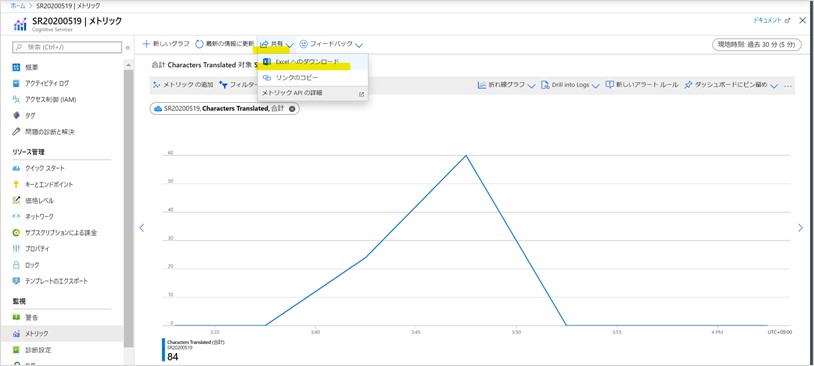 ホーム > SR20200519 | メトリック
SR20200519 | メトリック
Cognitive Services
ドキュメント
検索 (Ctrl+/)
概要
アクティビティログ
アクセス制御 (IAM)
タグ
問題の診断と解決
リソース管理
クイック スタート
キーとエンドポイント
価格レベル
ネットワーク
サブスクリプションによる課金
プロパティ
ロック
テンプレートのエクスポート
監視
警告
メトリック
診断設定
新しいグラフ
最新の情報に更新
共有
フィードバック
現地時刻: 過去 30 分 (5 分)
Excel へのダウンロード
リンクのコピー
メトリック API の詳細
合計 Characters Translated 対象 S
メトリック の追加
フィルター
折れ線グラフ
Drill into Logs
新しいアラート ルール
ダッシュボードにピン留め
...
SR20200519, Characters Translated, 合計
60
50
40
30
20
10
0
3:35
3:40
3:45
3:50
3:55
4 PM
UTC+09:00
Characters Translated (合計)
SR20200519
84